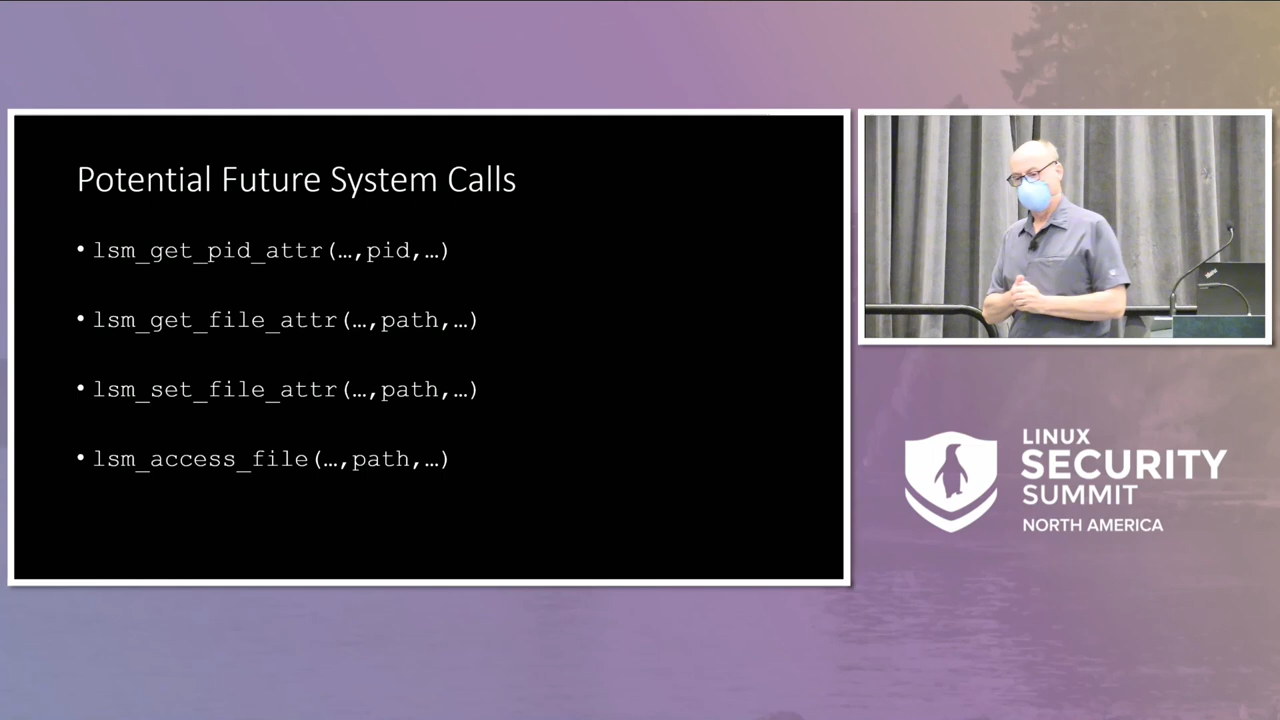 Potential Future System Calls
• lsm_get_pid_attr(…,pid,…)
• lsm_get_file_attr(…,path,…)
• lsm_set_file_attr(…,path,…)
• lsm_access_file(…,path,…)
LINUX
SECURITY
SUMMIT
NORTH AMERICA